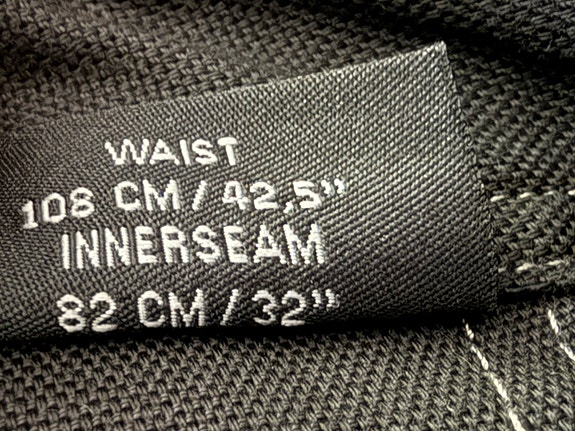 WAIST
108 CM / 42,5"
INNERSEAM
82 CM / 32"